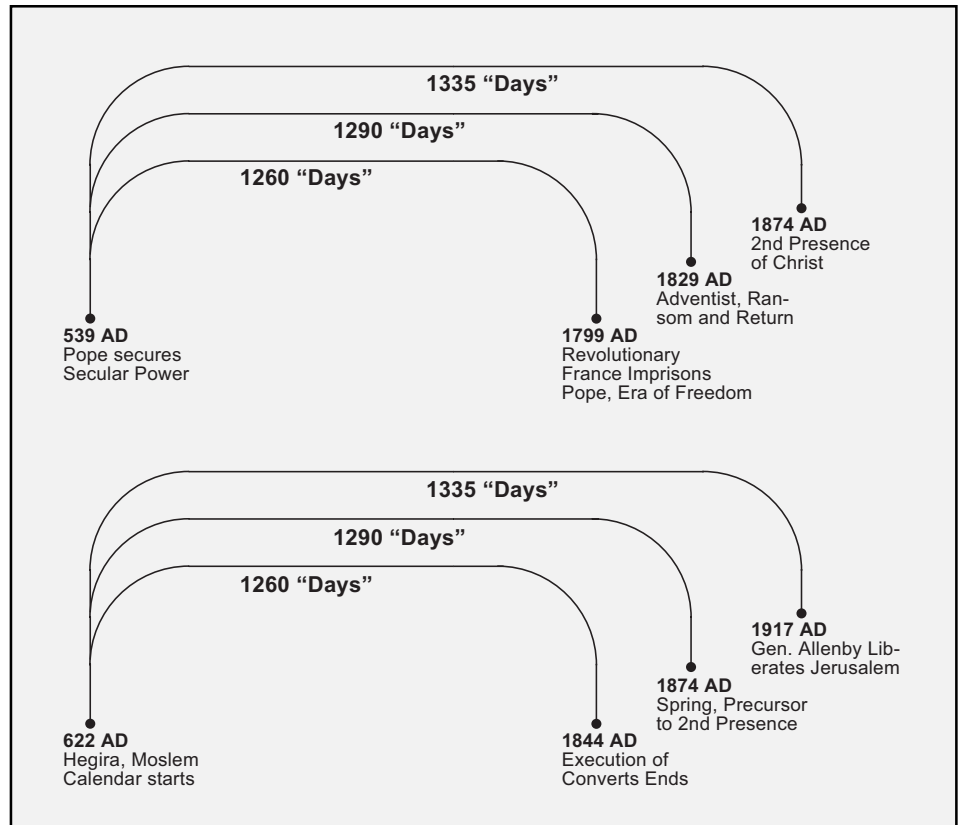 1335 “Days”
1290 “Days”
1260 “Days”
1874 AD
2nd Presence
of Christ
1829 AD
Adventist, Ran-
som and Return
539 AD
Pope secures
Secular Power
1799 AD
Revolutionary
France Imprisons
Pope, Era of Freedom
1335 “Days”
1290 “Days”
1260 “Days”
1917 AD
Gen. Allenby Lib-
erates Jerusalem
1874 AD
Spring, Precursor
to 2nd Presence
622 AD
Hegira, Moslem
Calendar starts
1844 AD
Execution of
Converts Ends